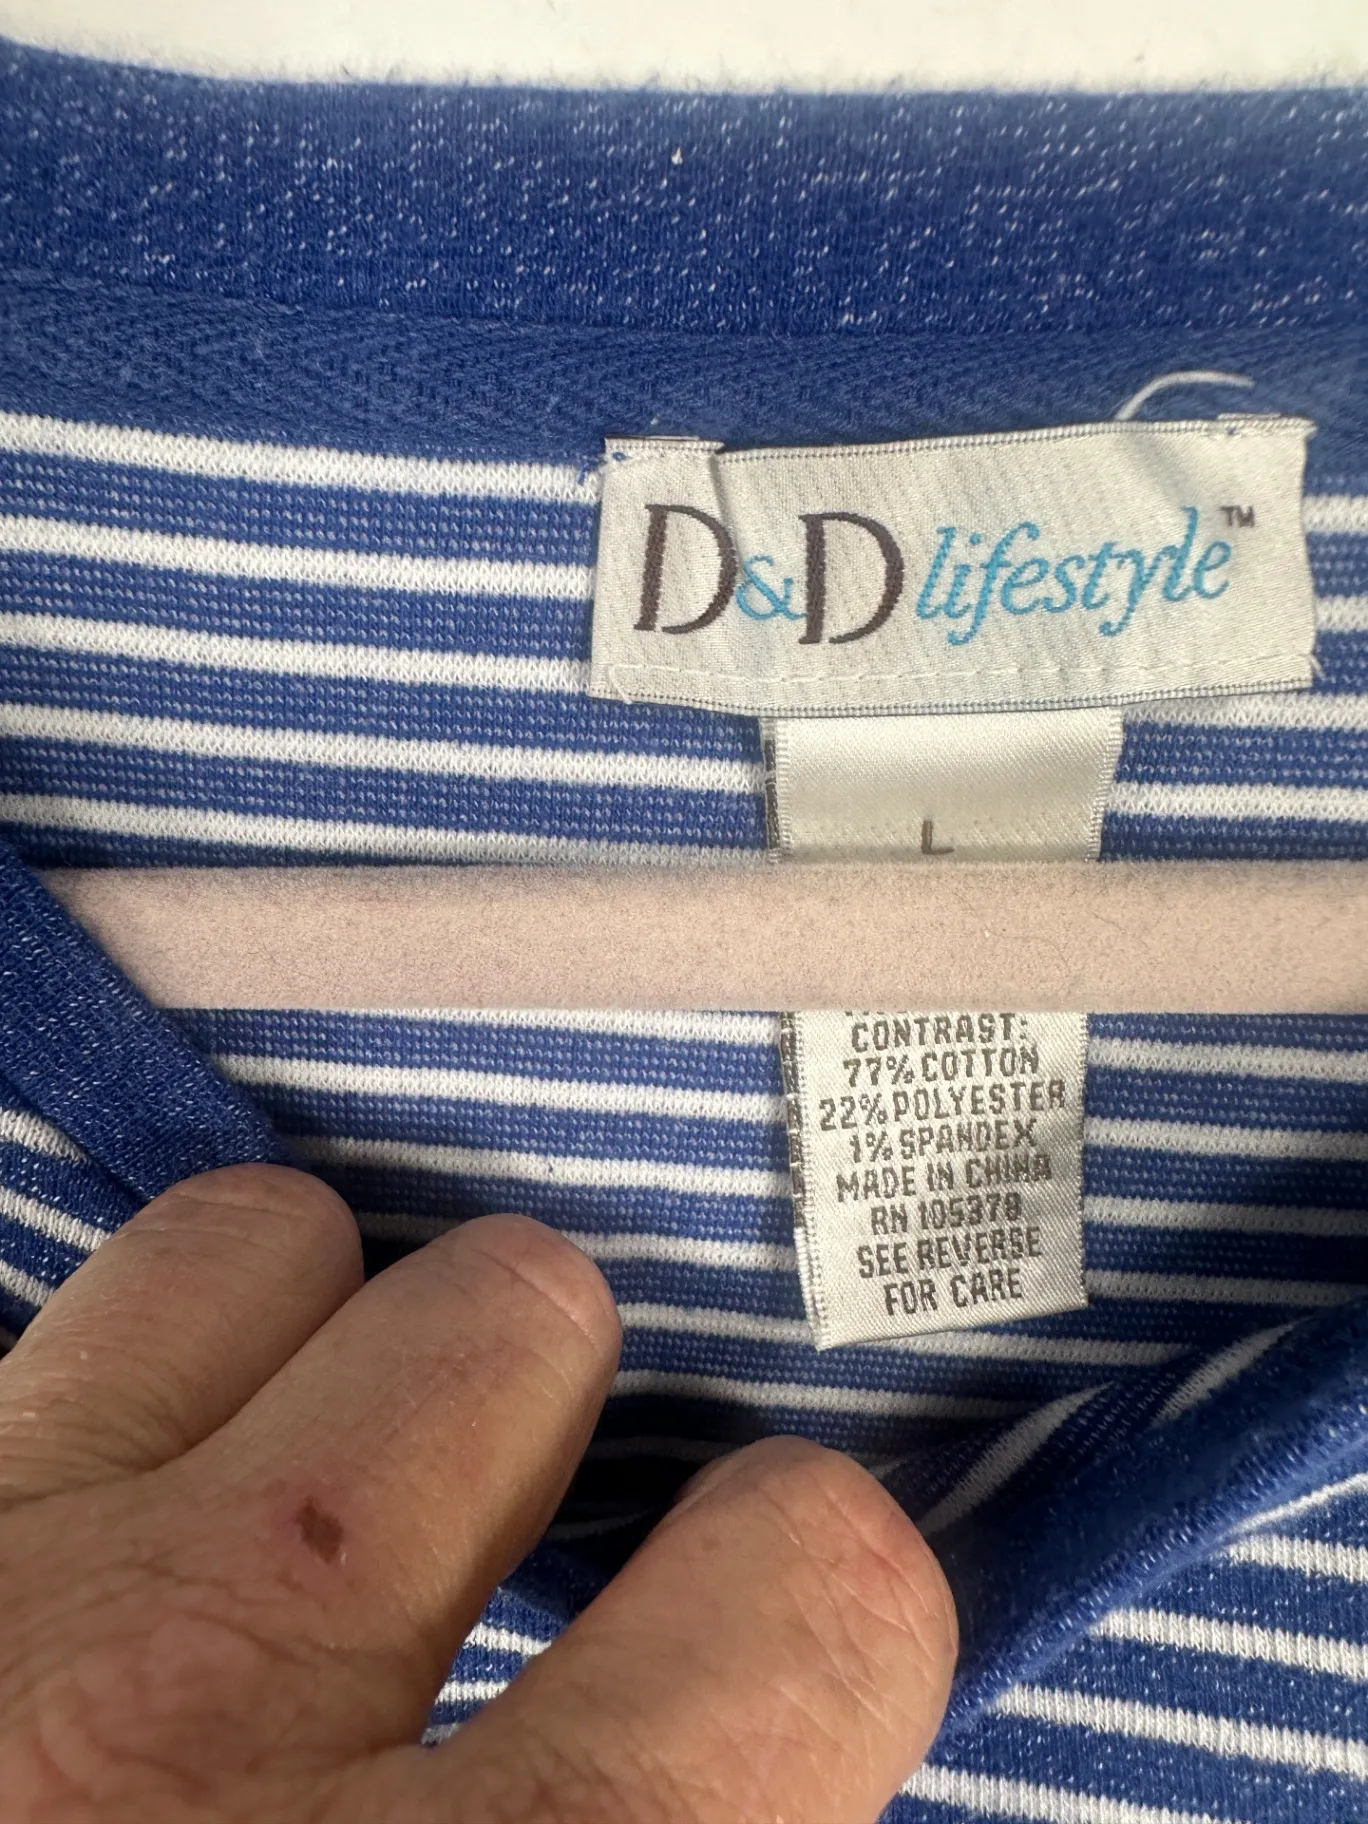 D&D lifestyle™
L
CONTRAST:
77% COTTON
22% POLYESTER
1% SPANDEX
MADE IN CHINA
RN 105378
SEE REVERSE
FOR CARE